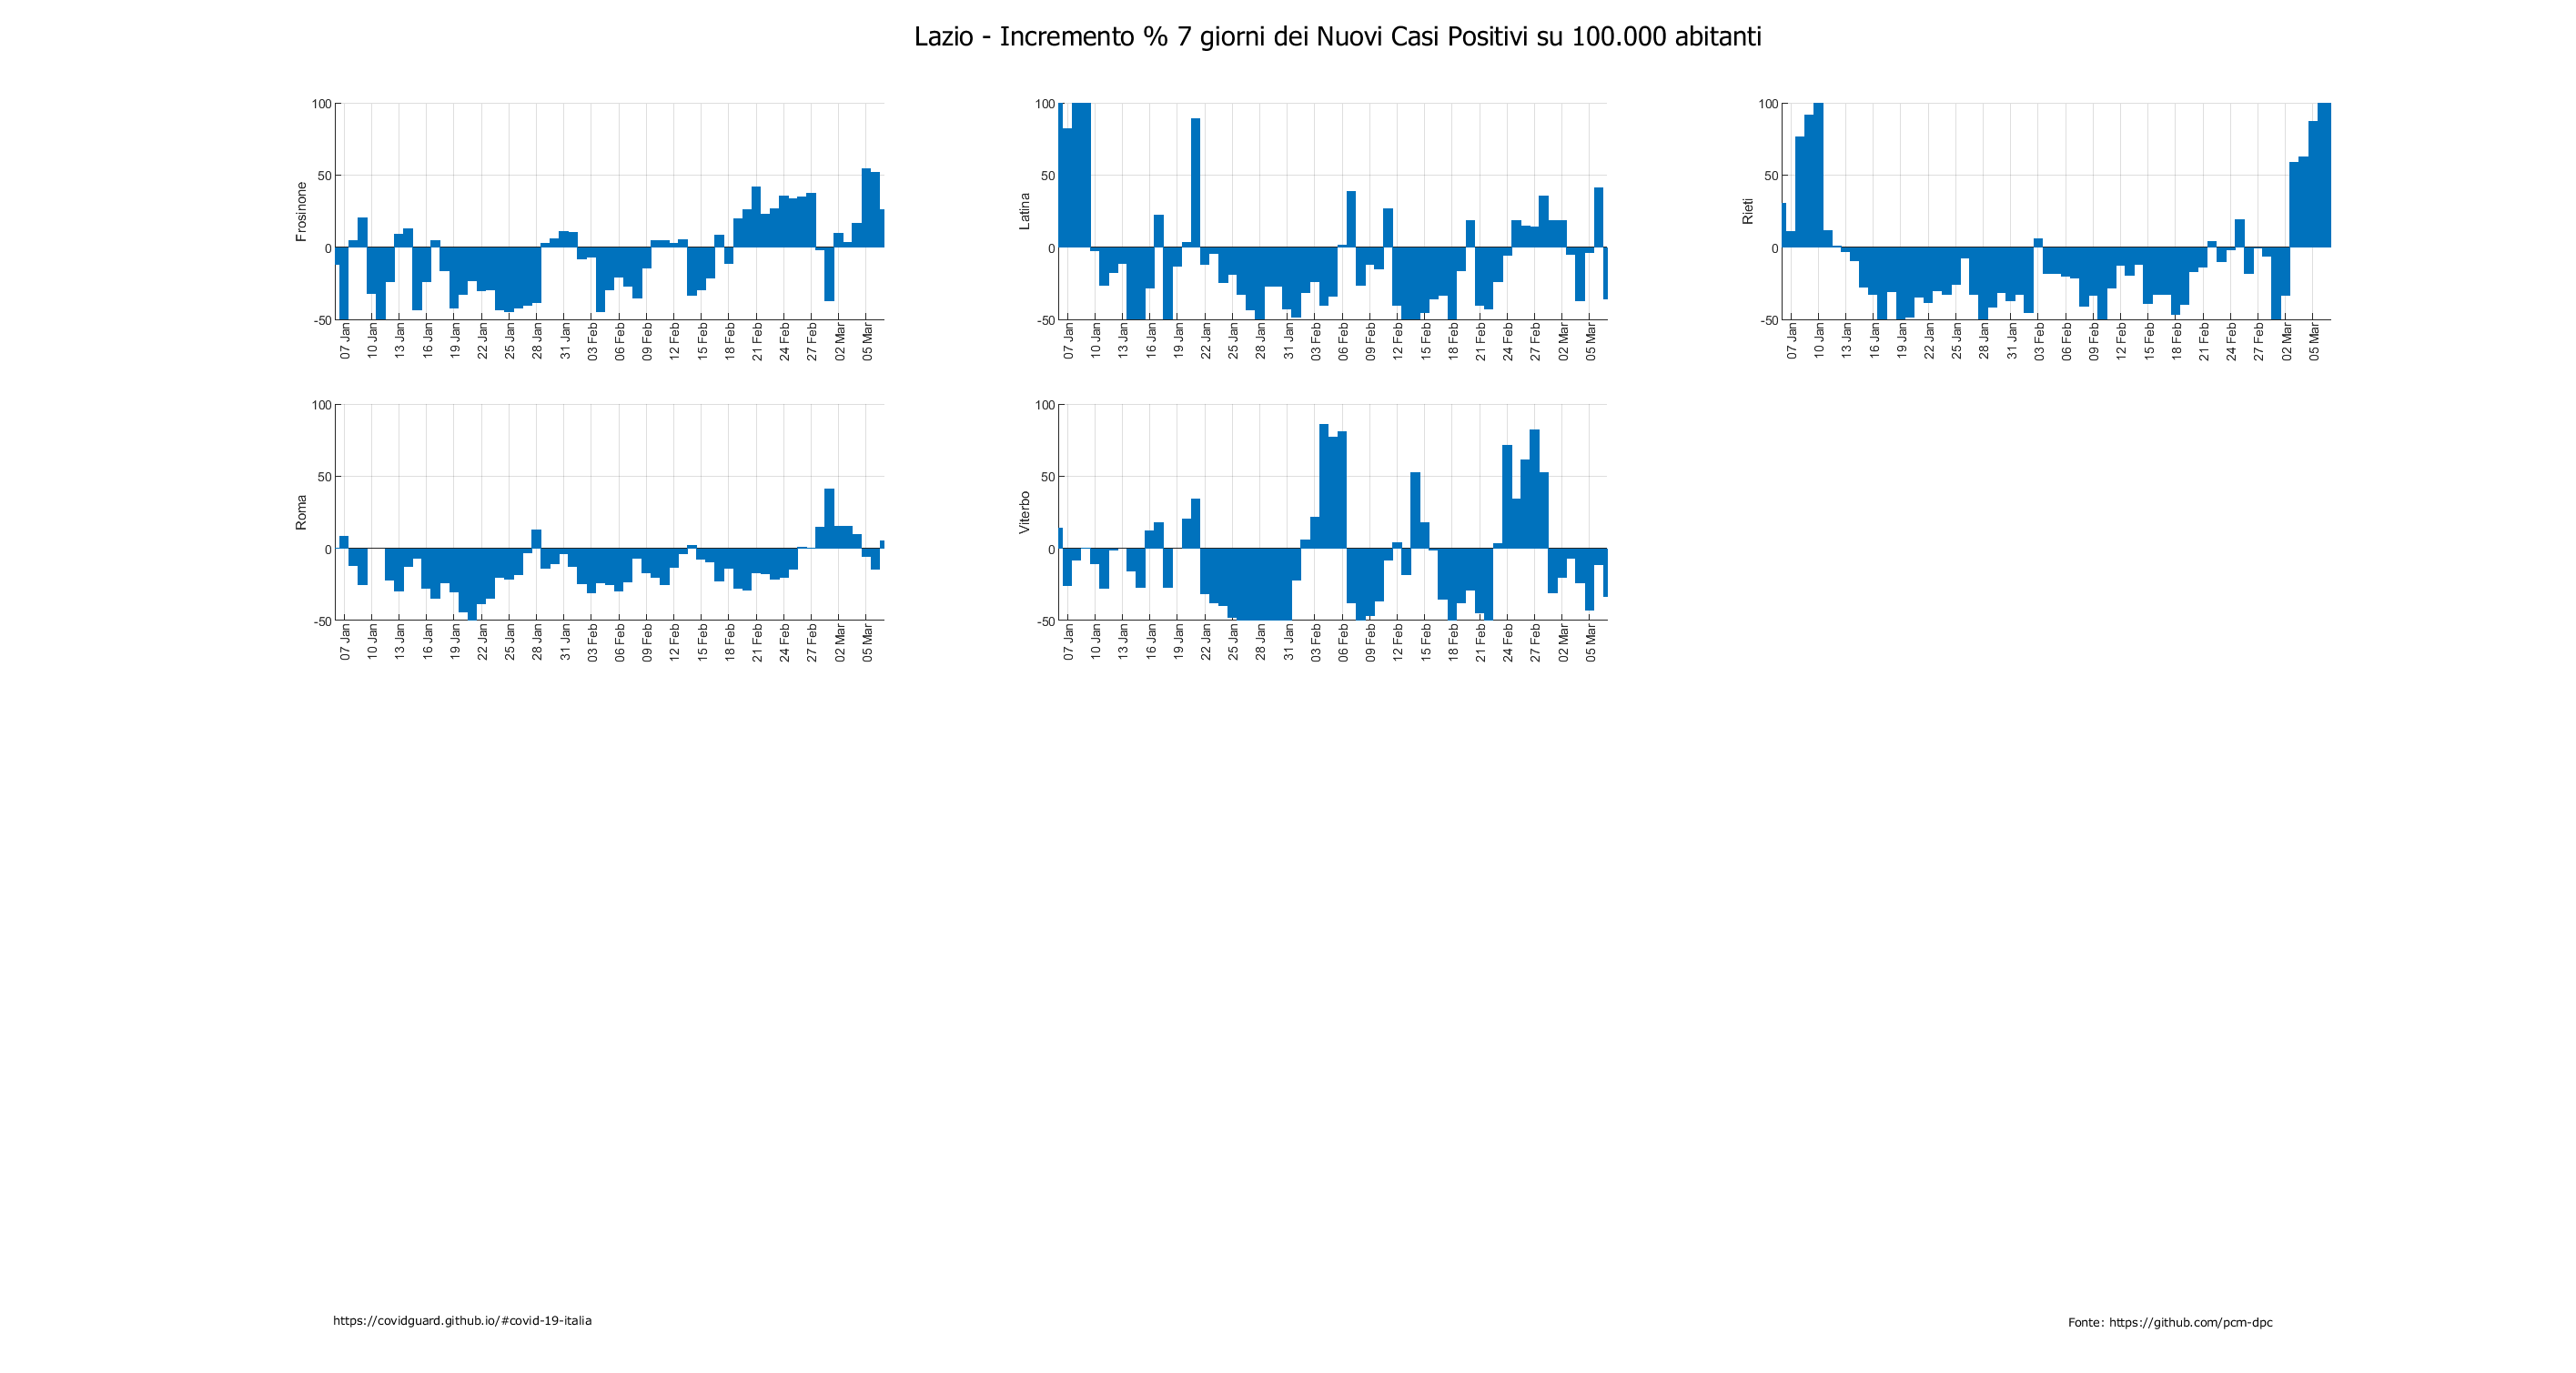 Lazio - Incremento % 7 giorni dei Nuovi Casi Positivi su 100.000 abitanti
Frosinone
100
50
0
-50
07 Jan 10 Jan 13 Jan 16 Jan 19 Jan 22 Jan 25 Jan 28 Jan 31 Jan 03 Feb 06 Feb 09 Feb 12 Feb 15 Feb 18 Feb 21 Feb 24 Feb 27 Feb 02 Mar 05 Mar
Latina
100
50
0
-50
07 Jan 10 Jan 13 Jan 16 Jan 19 Jan 22 Jan 25 Jan 28 Jan 31 Jan 03 Feb 06 Feb 09 Feb 12 Feb 15 Feb 18 Feb 21 Feb 24 Feb 27 Feb 02 Mar 05 Mar
Rieti
100
50
0
-50
07 Jan 10 Jan 13 Jan 16 Jan 19 Jan 22 Jan 25 Jan 28 Jan 31 Jan 03 Feb 06 Feb 09 Feb 12 Feb 15 Feb 18 Feb 21 Feb 24 Feb 27 Feb 02 Mar 05 Mar
Roma
100
50
0
-50
07 Jan 10 Jan 13 Jan 16 Jan 19 Jan 22 Jan 25 Jan 28 Jan 31 Jan 03 Feb 06 Feb 09 Feb 12 Feb 15 Feb 18 Feb 21 Feb 24 Feb 27 Feb 02 Mar 05 Mar
Viterbo
100
50
0
-50
07 Jan 10 Jan 13 Jan 16 Jan 19 Jan 22 Jan 25 Jan 28 Jan 31 Jan 03 Feb 06 Feb 09 Feb 12 Feb 15 Feb 18 Feb 21 Feb 24 Feb 27 Feb 02 Mar 05 Mar
https://covidguard.github.io/#covid-19-italia
Fonte: https://github.com/pcm-dpc